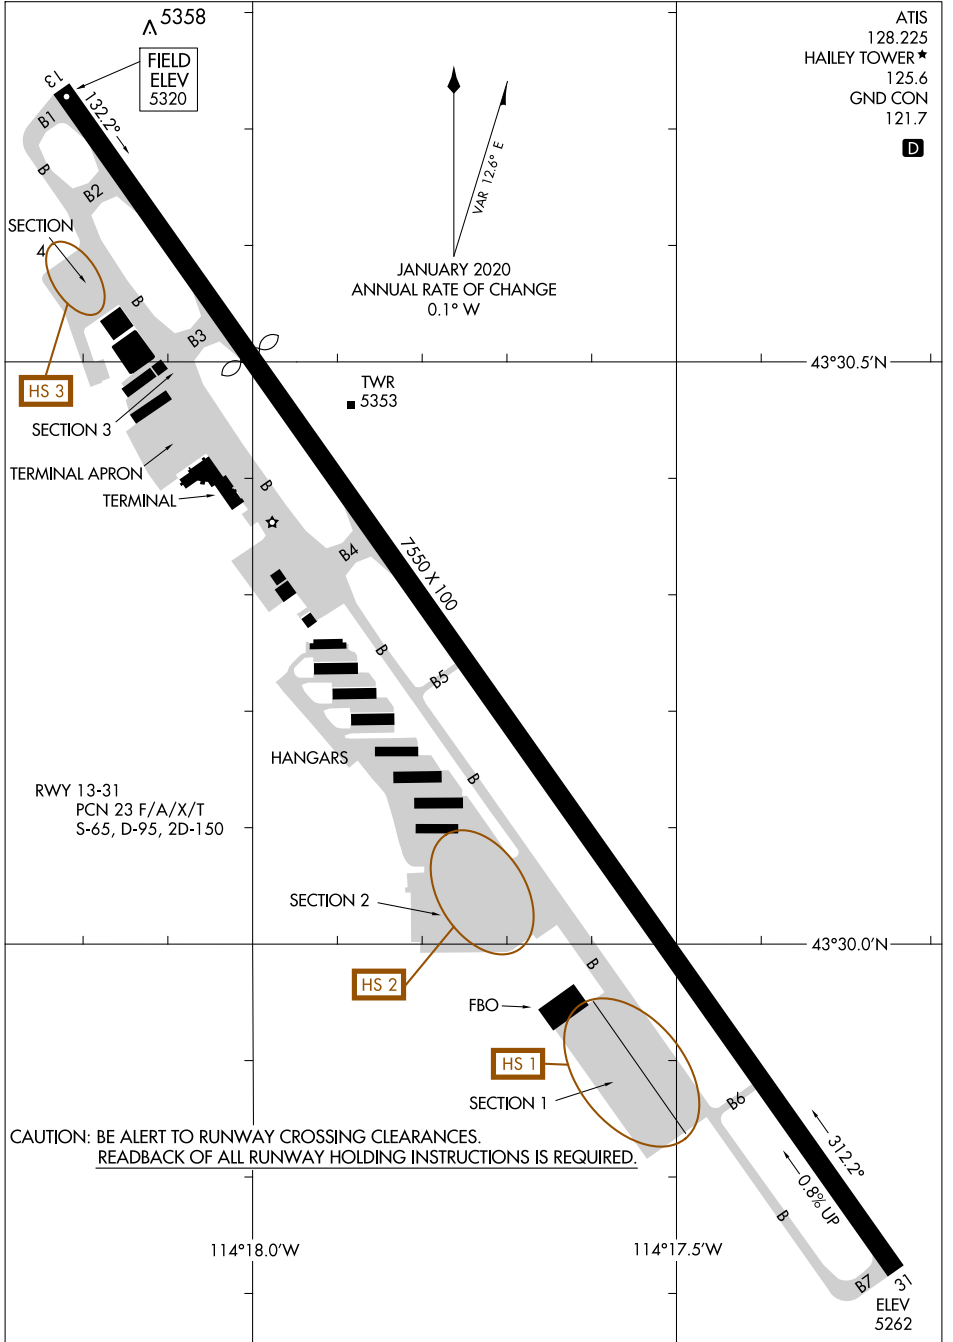 5358
FIELD
ELEV
5320
ATIS
128.225
HAILEY TOWER★
125.6
GND CON
121.7
D
13
132.2°
VAR 12.6° E
JANUARY 2020
ANNUAL RATE OF CHANGE
0.1° W
B1
B
B2
SECTION
4
B
B3
HS 3
43°30.5'N
TWR
5353
SECTION 3
TERMINAL APRON
TERMINAL
B
B4
7550 X 100
B
B5
HANGARS
B
RWY 13-31
PCN 23 F/A/X/T
S-65, D-95, 2D-150
SECTION 2
43°30.0'N
HS 2
B
FBO
HS 1
SECTION 1
B6
CAUTION: BE ALERT TO RUNWAY CROSSING CLEARANCES.
READBACK OF ALL RUNWAY HOLDING INSTRUCTIONS IS REQUIRED.
312.2°
0.8% UP
B
114°18.0'W
114°17.5'W
B7
31
ELEV
5262